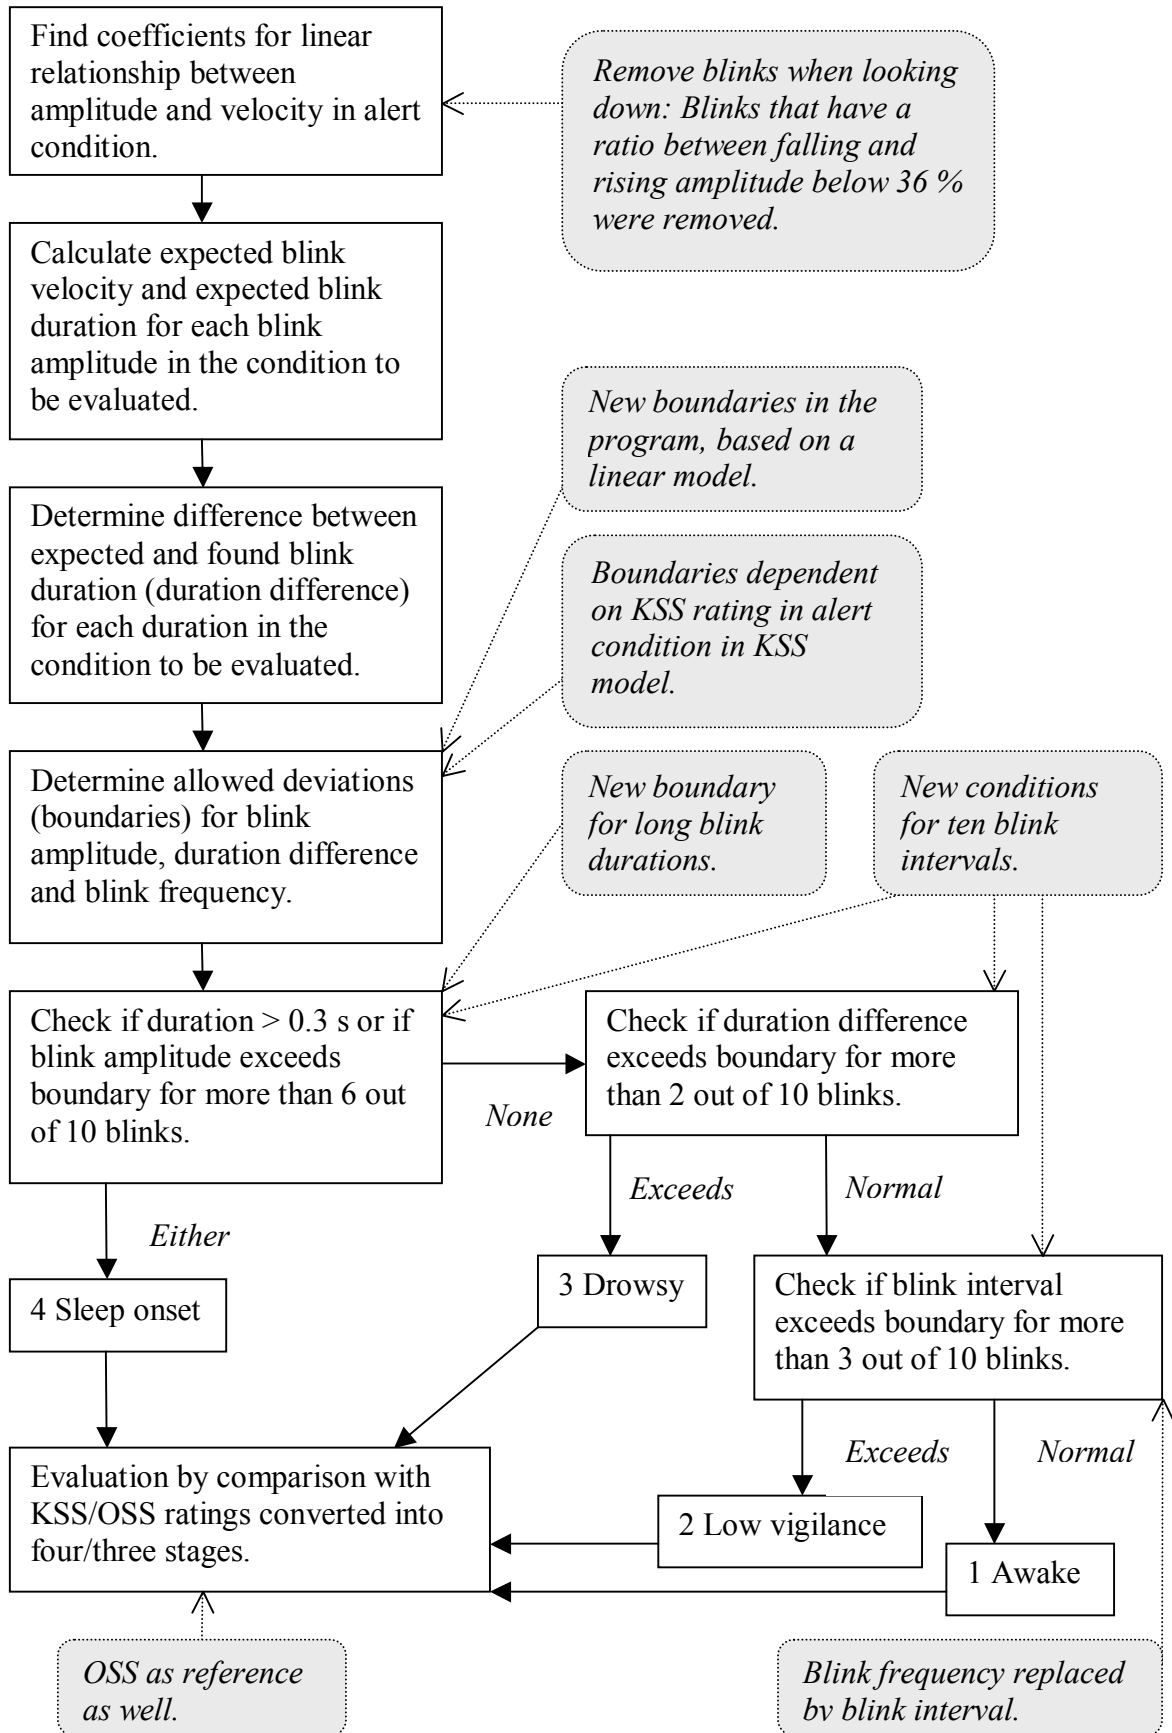 Find coefficients for linear
relationship between
amplitude and velocity in alert
condition.
Remove blinks when looking
down: Blinks that have a
ratio between falling and
rising amplitude below 36 %
were removed.
Calculate expected blink
velocity and expected blink
duration for each blink
amplitude in the condition to
be evaluated.
New boundaries in the
program, based on a
linear model.
Determine difference between
expected and found blink
duration (duration difference)
for each duration in the
condition to be evaluated.
Boundaries dependent
on KSS rating in alert
condition in KSS
model.
Determine allowed deviations
(boundaries) for blink
amplitude, duration difference
and blink frequency.
New boundary
for long blink
durations.
New conditions
for ten blink
intervals.
Check if duration > 0.3 s or if
blink amplitude exceeds
boundary for more than 6 out
of 10 blinks.
None
Check if duration difference
exceeds boundary for more
than 2 out of 10 blinks.
Either
Exceeds
Normal
4 Sleep onset
3 Drowsy
Check if blink interval
exceeds boundary for more
than 3 out of 10 blinks.
Exceeds
Normal
Evaluation by comparison with
KSS/OSS ratings converted into
four/three stages.
2 Low vigilance
1 Awake
OSS as reference
as well.
Blink frequency replaced
by blink interval.